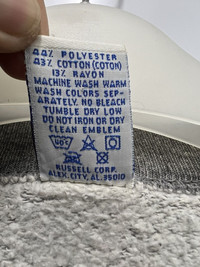 44% POLYESTER
43% COTTON (COTON)
13% RAYON
MACHINE WASH WARM
WASH COLORS SEP-
ARATELY. NO BLEACH
TUMBLE DRY LOW
DO NOT IRON OR DRY
CLEAN EMBLEM
RUSSELL CORP.
ALEX. CITY, AL. 35010